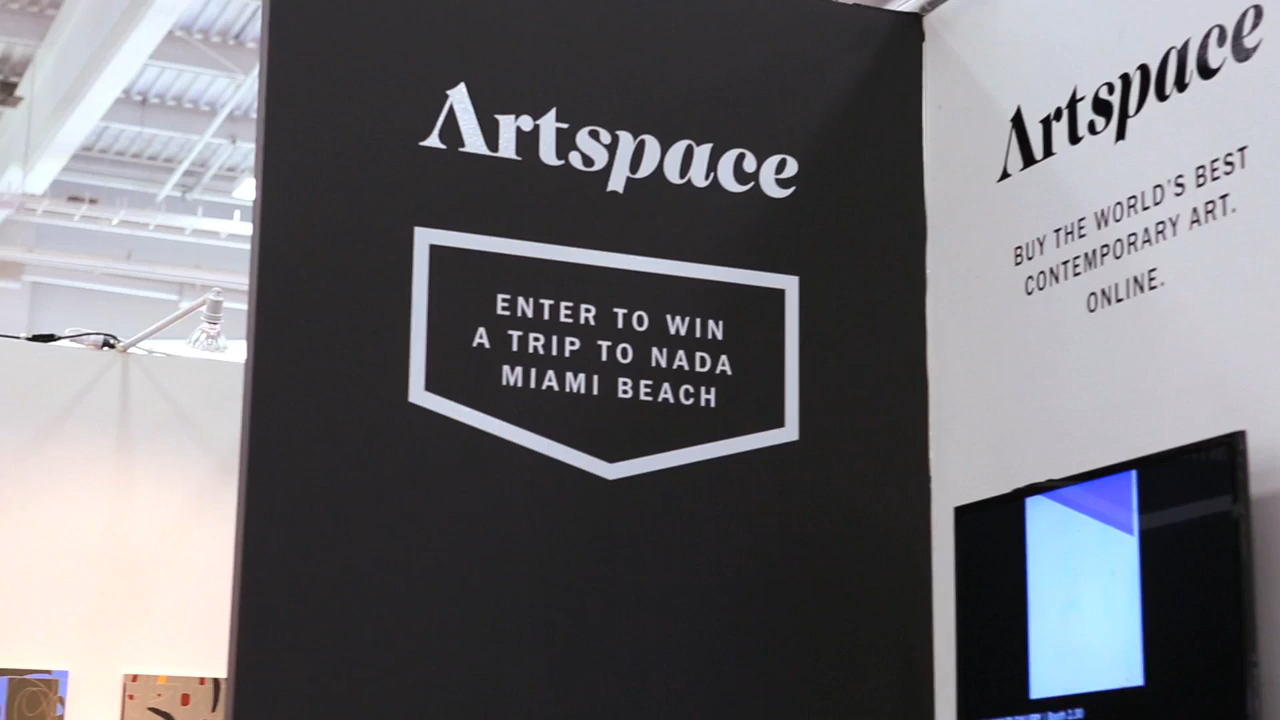 Artspace
ENTER TO WIN
A TRIP TO NADA
MIAMI BEACH
Artspace
BUY THE WORLD'S BEST
CONTEMPORARY ART.
ONLINE.